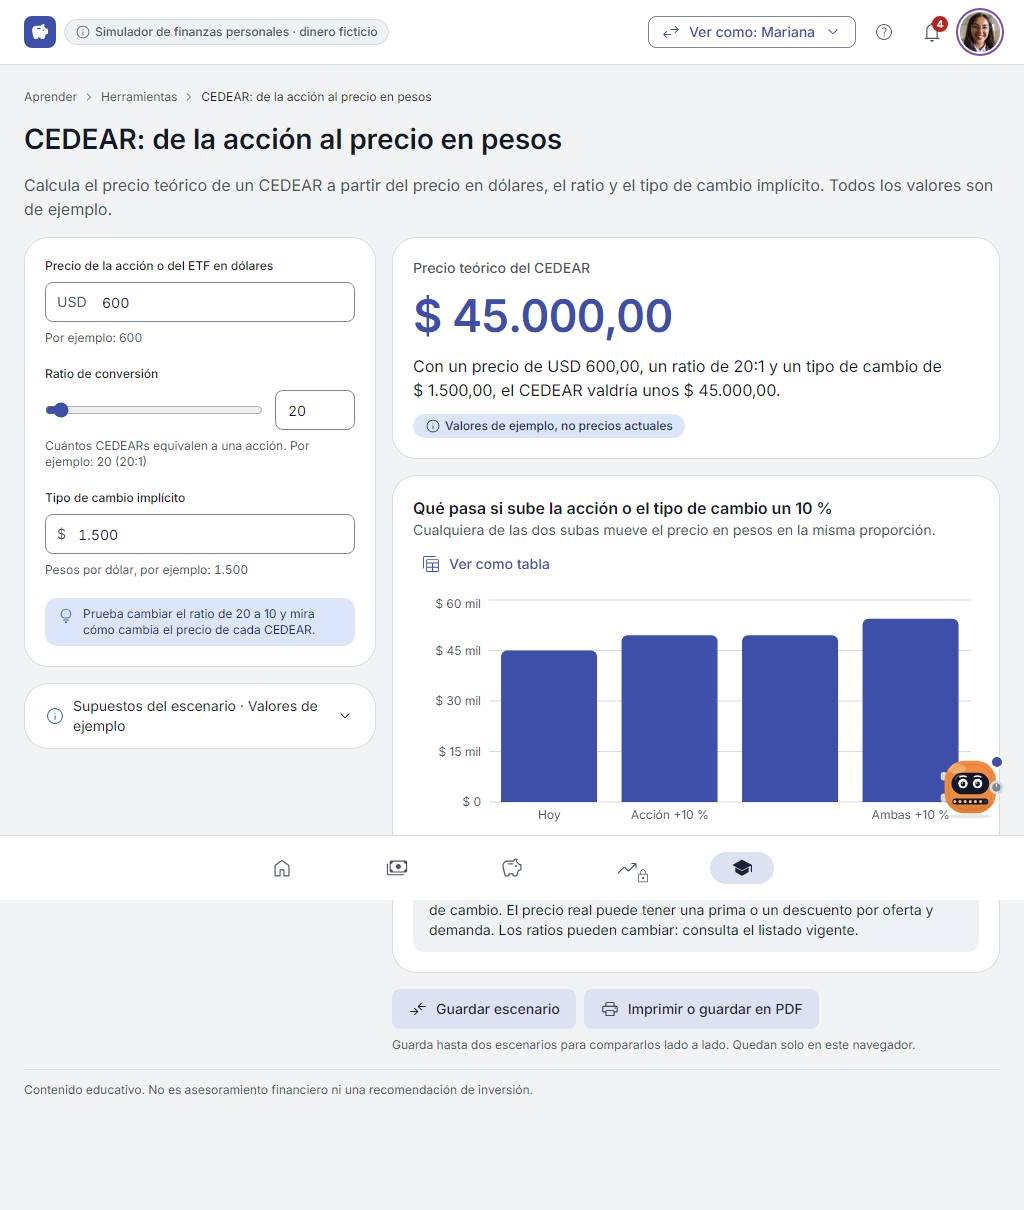 Simulador de finanzas personales · dinero ficticio
Ver como: Mariana
4
Aprender
Herramientas
CEDEAR: de la acción al precio en pesos
CEDEAR: de la acción al precio en pesos
Calcula el precio teórico de un CEDEAR a partir del precio en dólares, el ratio y el tipo de cambio implícito. Todos los valores son
de ejemplo.
Precio de la acción o del ETF en dólares
USD 600
Por ejemplo: 600
Ratio de conversión
20
Cuántos CEDEARs equivalen a una acción. Por
ejemplo: 20 (20:1)
Tipo de cambio implícito
$ 1.500
Pesos por dólar, por ejemplo: 1.500
Prueba cambiar el ratio de 20 a 10 y mira
cómo cambia el precio de cada CEDEAR.
Supuestos del escenario · Valores de
ejemplo
Precio teórico del CEDEAR
$ 45.000,00
Con un precio de USD 600,00, un ratio de 20:1 y un tipo de cambio de
$ 1.500,00, el CEDEAR valdría unos $ 45.000,00.
Valores de ejemplo, no precios actuales
Qué pasa si sube la acción o el tipo de cambio un 10 %
Cualquiera de las dos subas mueve el precio en pesos en la misma proporción.
Ver como tabla
$ 60 mil
$ 45 mil
$ 30 mil
$ 15 mil
$ 0
Hoy
Acción +10 %
Ambas +10 %
de cambio. El precio real puede tener una prima o un descuento por oferta y
demanda. Los ratios pueden cambiar: consulta el listado vigente.
Guardar escenario
Imprimir o guardar en PDF
Guarda hasta dos escenarios para compararlos lado a lado. Quedan solo en este navegador.
Contenido educativo. No es asesoramiento financiero ni una recomendación de inversión.